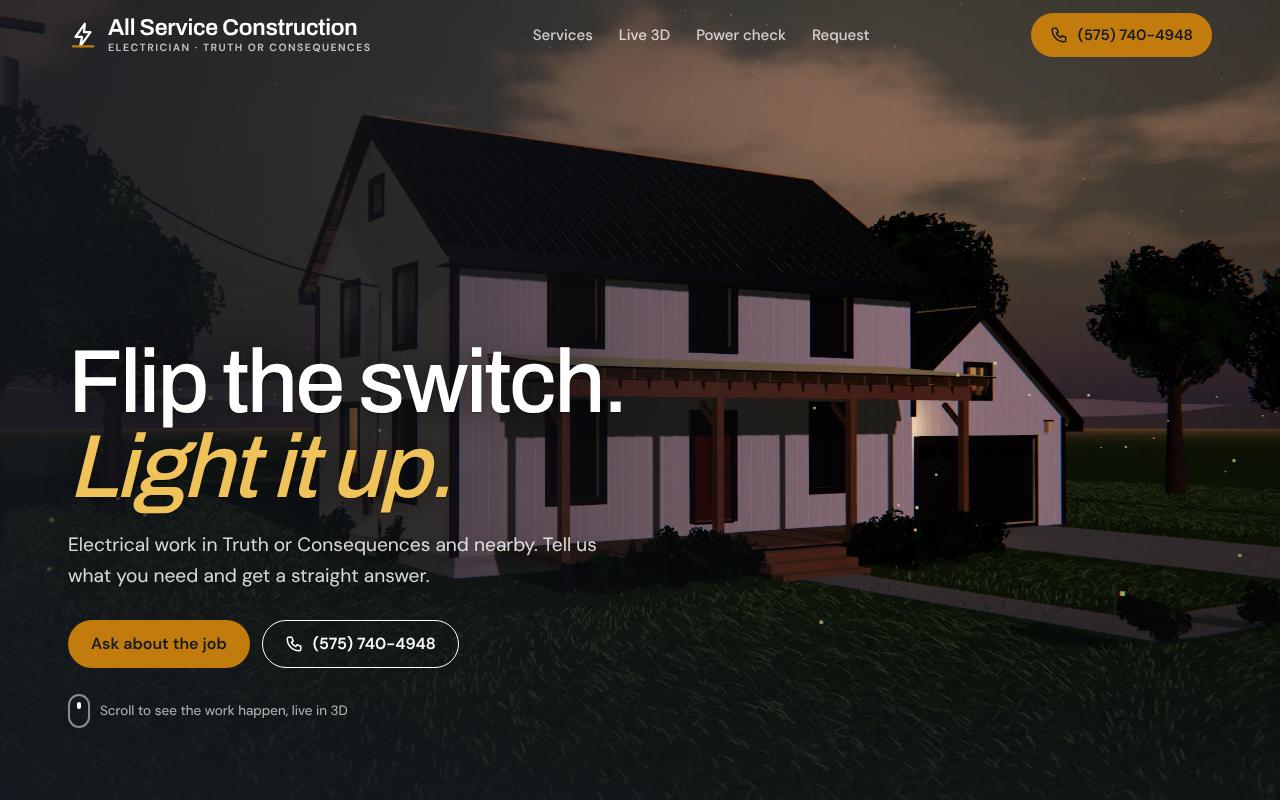 All Service Construction
ELECTRICIAN · TRUTH OR CONSEQUENCES
Services
Live 3D
Power check
Request
(575) 740-4948
Flip the switch.
Light it up.
Electrical work in Truth or Consequences and nearby. Tell us
what you need and get a straight answer.
Ask about the job
(575) 740-4948
Scroll to see the work happen, live in 3D